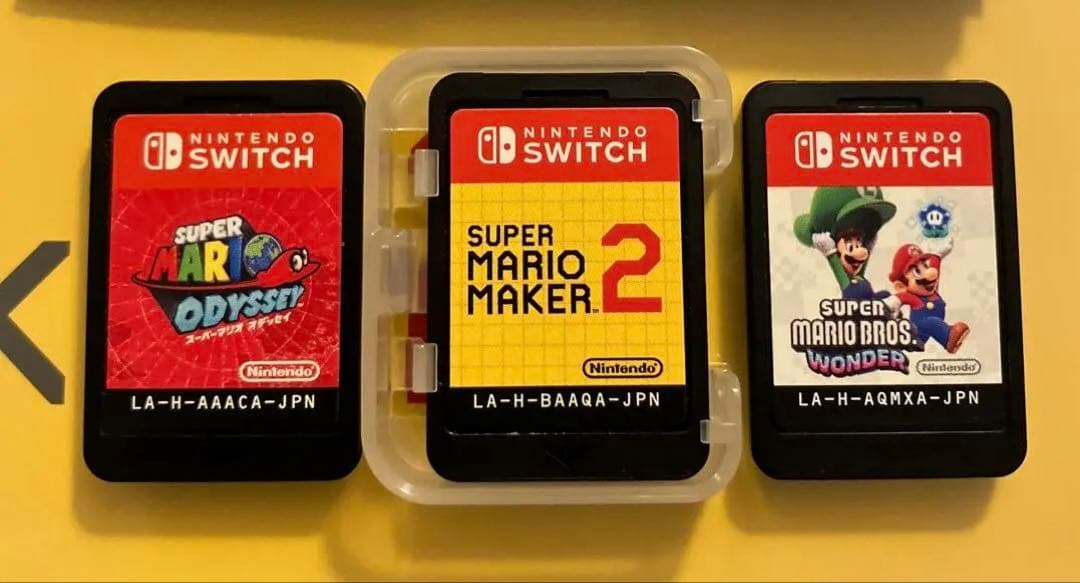 NINTENDO
SWITCH
SUPER
MARIO
ODYSSEY™
スーパーマリオ オデッセイ
Nintendo
LA-H-AAACA-JPN
NINTENDO
SWITCH
SUPER
MARIO
MAKER™ 2
Nintendo
LA-H-BAAQA-JPN
NINTENDO
SWITCH
L
SUPER
MARIO BROS.
WONDER
Nintendo
LA-H-AQMXA-JPN